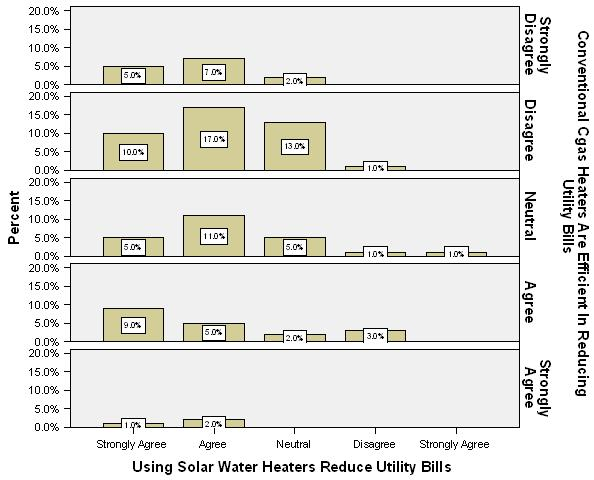 20.0%
15.0%
10.0%
5.0%
0.0%
5.0%
7.0%
2.0%
Strongly
Disagree
20.0%
15.0%
10.0%
5.0%
0.0%
10.0%
17.0%
13.0%
1.0%
Disagree
20.0%
15.0%
10.0%
5.0%
0.0%
5.0%
11.0%
5.0%
1.0%
1.0%
Neutral
20.0%
15.0%
10.0%
5.0%
0.0%
9.0%
5.0%
2.0%
3.0%
Agree
20.0%
15.0%
10.0%
5.0%
0.0%
1.0%
2.0%
Strongly
Agree
Percent
Conventional Cgas Heaters Are Efficient In Reducing
Utility Bills
Strongly Agree
Agree
Neutral
Disagree
Strongly Agree
Using Solar Water Heaters Reduce Utility Bills